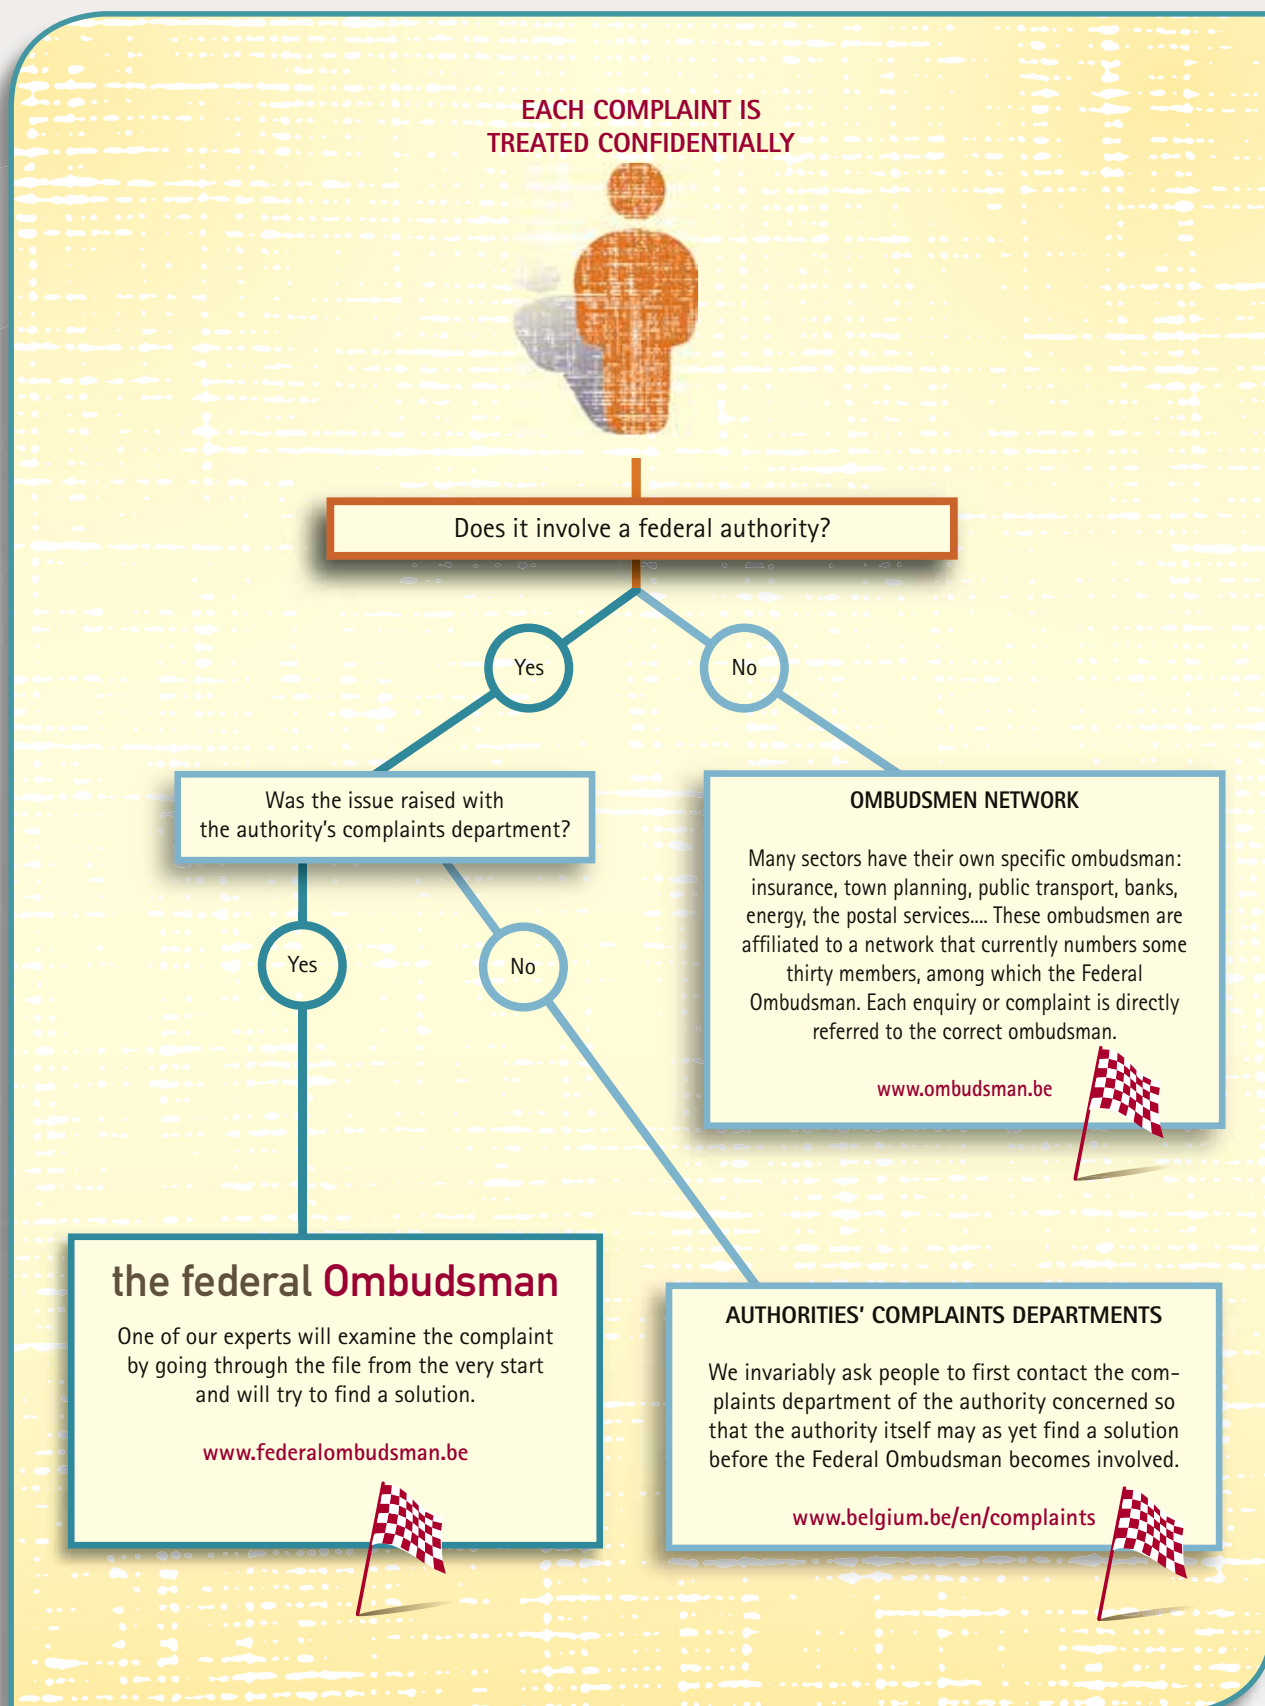 EACH COMPLAINT IS
TREATED CONFIDENTIALLY
Does it involve a federal authority?
Yes
No
Was the issue raised with
the authority's complaints department?
OMBUDSMEN NETWORK
Many sectors have their own specific ombudsman:
insurance, town planning, public transport, banks,
energy, the postal services.... These ombudsmen are
affiliated to a network that currently numbers some
thirty members, among which the Federal
Ombudsman. Each enquiry or complaint is directly
referred to the correct ombudsman.
www.ombudsman.be
Yes
No
the federal Ombudsman
One of our experts will examine the complaint
by going through the file from the very start
and will try to find a solution.
www.federalombudsman.be
AUTHORITIES' COMPLAINTS DEPARTMENTS
We invariably ask people to first contact the com-
plaints department of the authority concerned so
that the authority itself may as yet find a solution
before the Federal Ombudsman becomes involved.
www.belgium.be/en/complaints